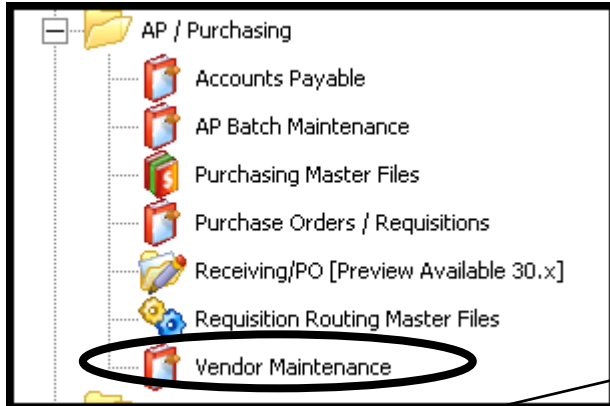 AP / Purchasing
Accounts Payable
AP Batch Maintenance
Purchasing Master Files
Purchase Orders / Requisitions
Receiving/PO [Preview Available 30.x]
Requisition Routing Master Files
Vendor Maintenance